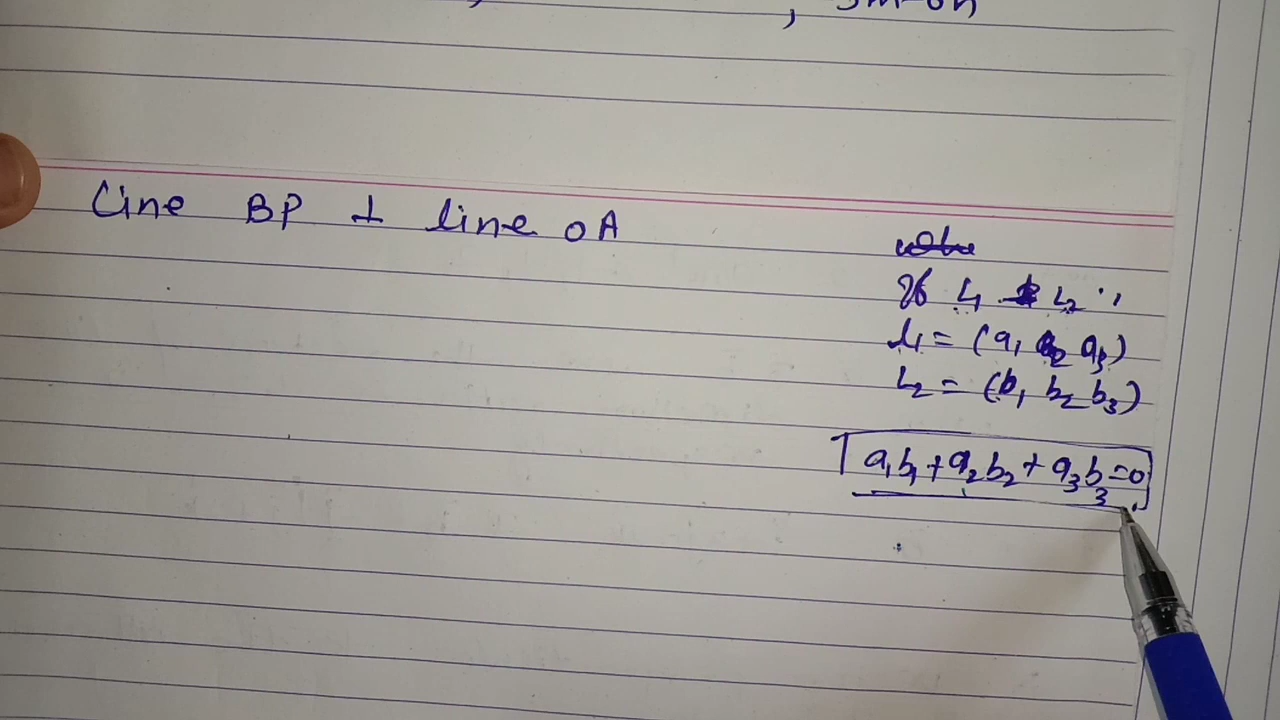 Line BP ⊥ line OA
If L₁ ⊥ L₂
L₁ = (a₁ a₂ a₃)
L₂ = (b₁ b₂ b₃)
a₁b₁ + a₂b₂ + a₃b₃ = 0